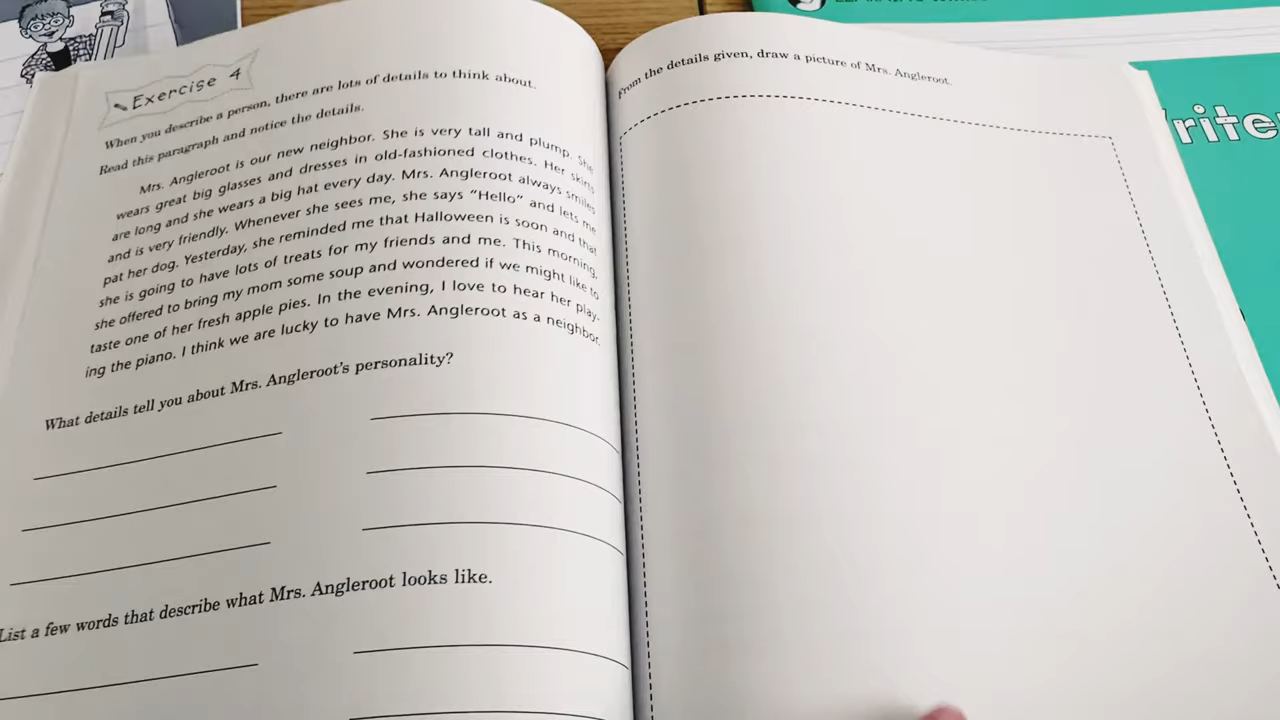 Exercise 4
When you describe a person, there are lots of details to think about.
Read this paragraph and notice the details.
Mrs. Angleroot is our new neighbor. She is very tall and plump. She
wears great big glasses and dresses in old-fashioned clothes. Her skirts
are long and she wears a big hat every day. Mrs. Angleroot always smiles
and is very friendly. Whenever she sees me, she says “Hello” and lets me
pat her dog. Yesterday, she reminded me that Halloween is soon and that
she is going to have lots of treats for my friends and me. This morning,
she offered to bring my mom some soup and wondered if we might like to
taste one of her fresh apple pies. In the evening, I love to hear her play-
ing the piano. I think we are lucky to have Mrs. Angleroot as a neighbor.
What details tell you about Mrs. Angleroot’s personality?
List a few words that describe what Mrs. Angleroot looks like.
From the details given, draw a picture of Mrs. Angleroot.